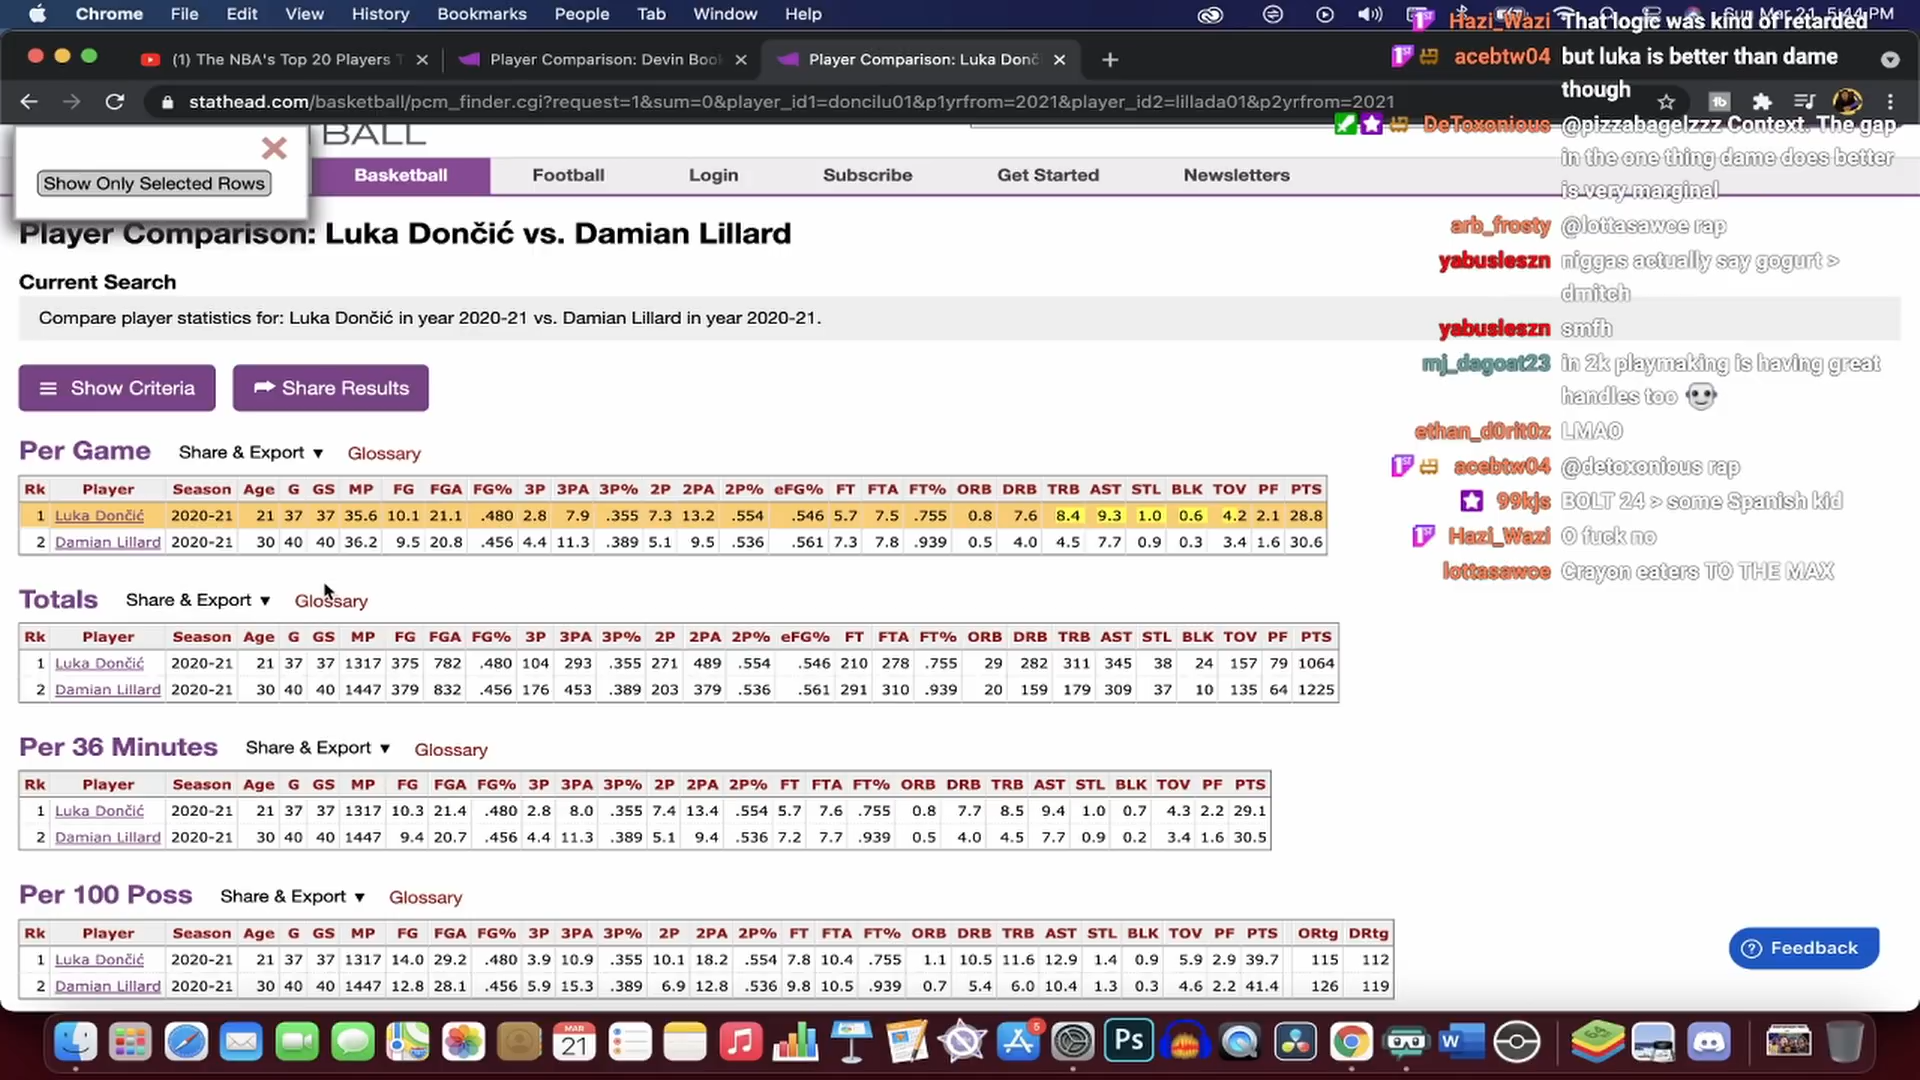 Chrome File Edit View History Bookmarks People Tab Window Help Sun Mar 21 5:44 PM
(1) The NBA's Top 20 Players
Player Comparison: Devin Boo
Player Comparison: Luka Donč
stathead.com/basketball/pcm_finder.cgi?request=1&sum=0&player_id1=doncilu01&p1yrfrom=2021&player_id2=lillada01&p2yrfrom=2021
BALL
Show Only Selected Rows
Basketball Football Login Subscribe Get Started Newsletters
Player Comparison: Luka Dončić vs. Damian Lillard
Current Search
Compare player statistics for: Luka Dončić in year 2020-21 vs. Damian Lillard in year 2020-21.
Show Criteria Share Results
Per Game Share & Export ▼ Glossary
Rk Player Season Age G GS MP FG FGA FG% 3P 3PA 3P% 2P 2PA 2P% eFG% FT FTA FT% ORB DRB TRB AST STL BLK TOV PF PTS
1 Luka Dončić 2020-21 21 37 37 35.6 10.1 21.1 .480 2.8 7.9 .355 7.3 13.2 .554 .546 5.7 7.5 .755 0.8 7.6 8.4 9.3 1.0 0.6 4.2 2.1 28.8
2 Damian Lillard 2020-21 30 40 40 36.2 9.5 20.8 .456 4.4 11.3 .389 5.1 9.5 .536 .561 7.3 7.8 .939 0.5 4.0 4.5 7.7 0.9 0.3 3.4 1.6 30.6
Totals Share & Export ▼ Glossary
Rk Player Season Age G GS MP FG FGA FG% 3P 3PA 3P% 2P 2PA 2P% eFG% FT FTA FT% ORB DRB TRB AST STL BLK TOV PF PTS
1 Luka Dončić 2020-21 21 37 37 1317 375 782 .480 104 293 .355 271 489 .554 .546 210 278 .755 29 282 311 345 38 24 157 79 1064
2 Damian Lillard 2020-21 30 40 40 1447 379 832 .456 176 453 .389 203 379 .536 .561 291 310 .939 20 159 179 309 37 10 135 64 1225
Per 36 Minutes Share & Export ▼ Glossary
Rk Player Season Age G GS MP FG FGA FG% 3P 3PA 3P% 2P 2PA 2P% FT FTA FT% ORB DRB TRB AST STL BLK TOV PF PTS
1 Luka Dončić 2020-21 21 37 37 1317 10.3 21.4 .480 2.8 8.0 .355 7.4 13.4 .554 5.7 7.6 .755 0.8 7.7 8.5 9.4 1.0 0.7 4.3 2.2 29.1
2 Damian Lillard 2020-21 30 40 40 1447 9.4 20.7 .456 4.4 11.3 .389 5.1 9.4 .536 7.2 7.7 .939 0.5 4.0 4.5 7.7 0.9 0.2 3.4 1.6 30.5
Per 100 Poss Share & Export ▼ Glossary
Rk Player Season Age G GS MP FG FGA FG% 3P 3PA 3P% 2P 2PA 2P% FT FTA FT% ORB DRB TRB AST STL BLK TOV PF PTS ORtg DRtg
1 Luka Dončić 2020-21 21 37 37 1317 14.0 29.2 .480 3.9 10.9 .355 10.1 18.2 .554 7.8 10.4 .755 1.1 10.5 11.6 12.9 1.4 0.9 5.9 2.9 39.7 115 112
2 Damian Lillard 2020-21 30 40 40 1447 12.8 28.1 .456 5.9 15.3 .389 6.9 12.8 .536 9.8 10.5 .939 0.7 5.4 6.0 10.4 1.3 0.3 4.6 2.2 41.4 126 119
Feedback
Hazi_Wazi That logic was kind of retarded
acebtw04 but luka is better than dame
though
DeToxonious @pizzabagelzzz Context. The gap
in the one thing dame does better
is very marginal
arb_frosty @lottasawce rap
yabusleszn niggas actually say gogurt >
dmitch
yabusleszn smfh
mj_dagoat23 in 2k playmaking is having great
handles too
ethan_d0rit0z LMAO
acebtw04 @detoxonious rap
99kjs BOLT 24 > some Spanish kid
Hazi_Wazi O fuck no
lottasawce Crayon eaters TO THE MAX
MAR
21
5
Ps
W